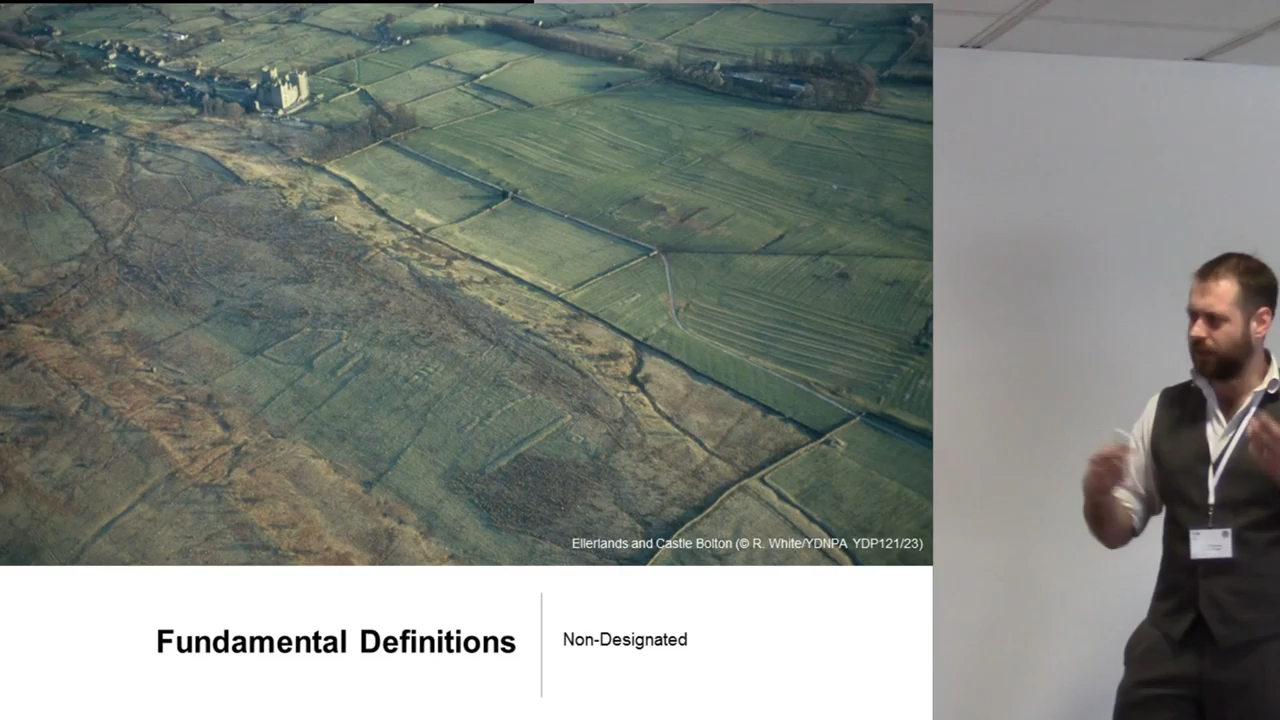 Ellerlands and Castle Bolton (© R. White/YDNPA YDP121/23)
Fundamental Definitions
Non-Designated